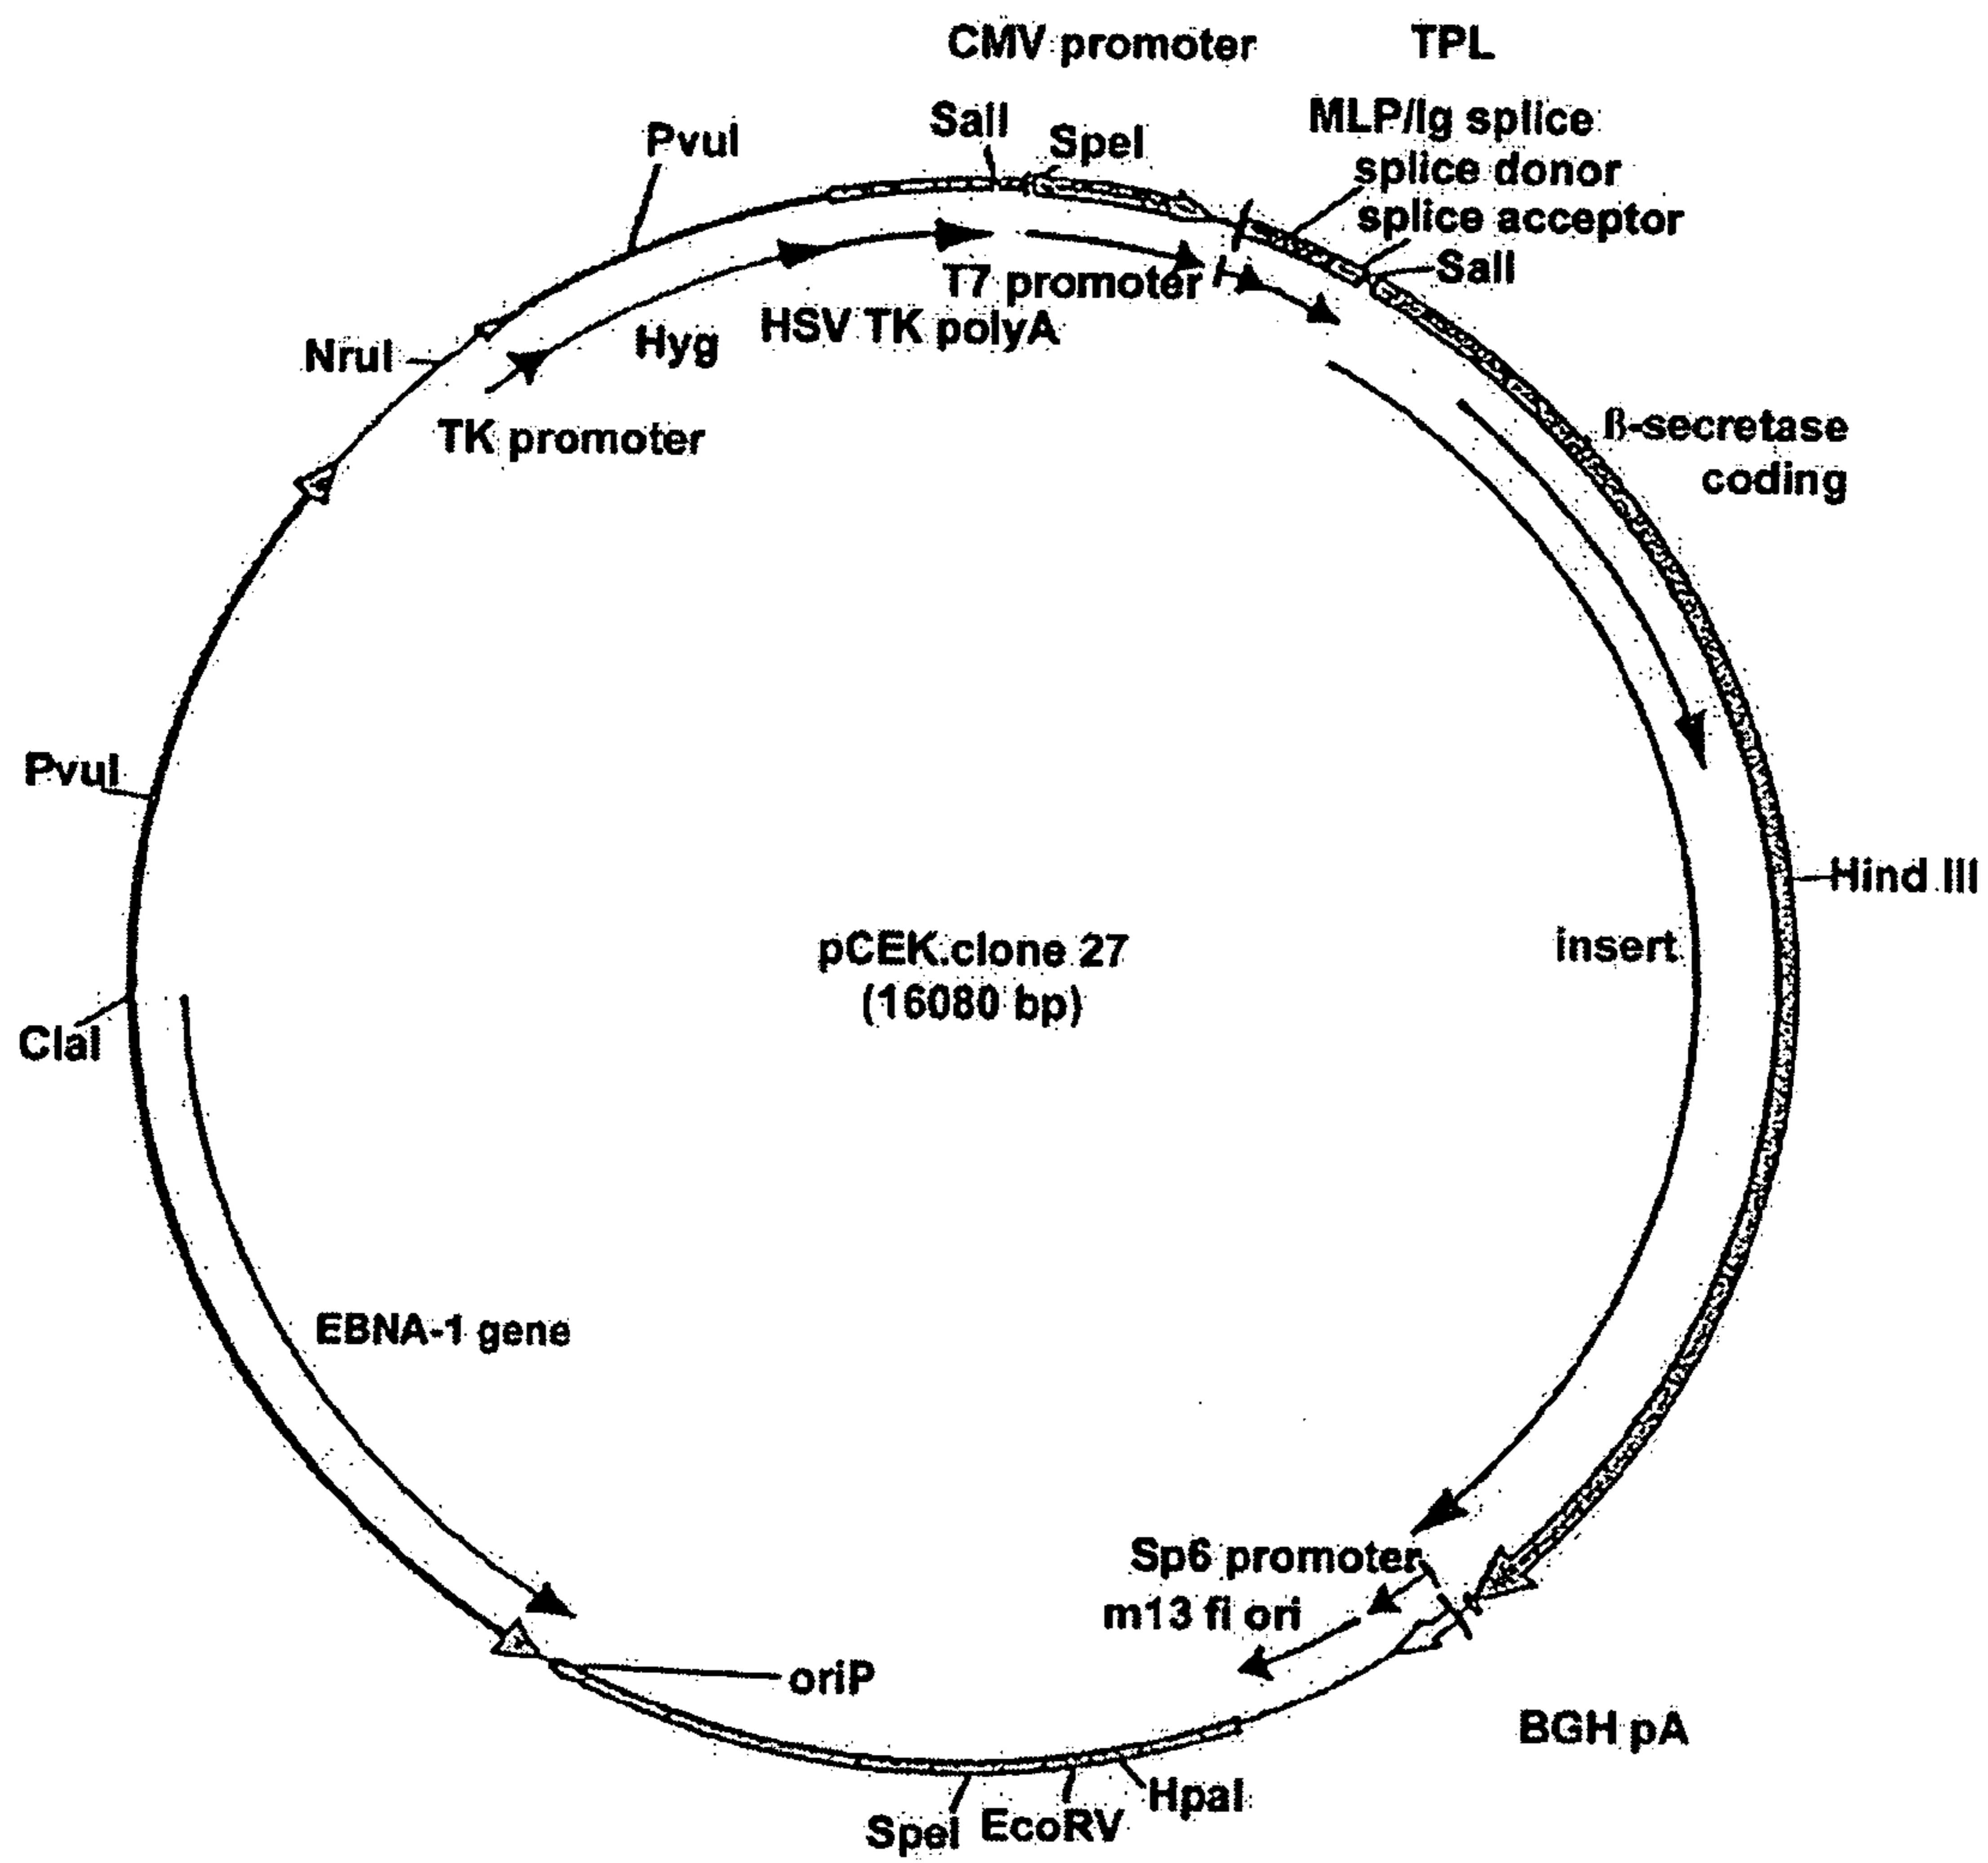 CMV promoter
TPL
SalI
SpeI
MLP/Ig splice
splice donor
splice acceptor
SalI
PvuI
T7 promoter
HSV TK polyA
Hyg
NruI
TK promoter
ß-secretase
coding
PvuI
Hind III
insert
pCEK.clone 27
(16080 bp)
ClaI
EBNA-1 gene
Sp6 promoter
m13 fl ori
oriP
BGH pA
HpaI
EcoRV
SpeI